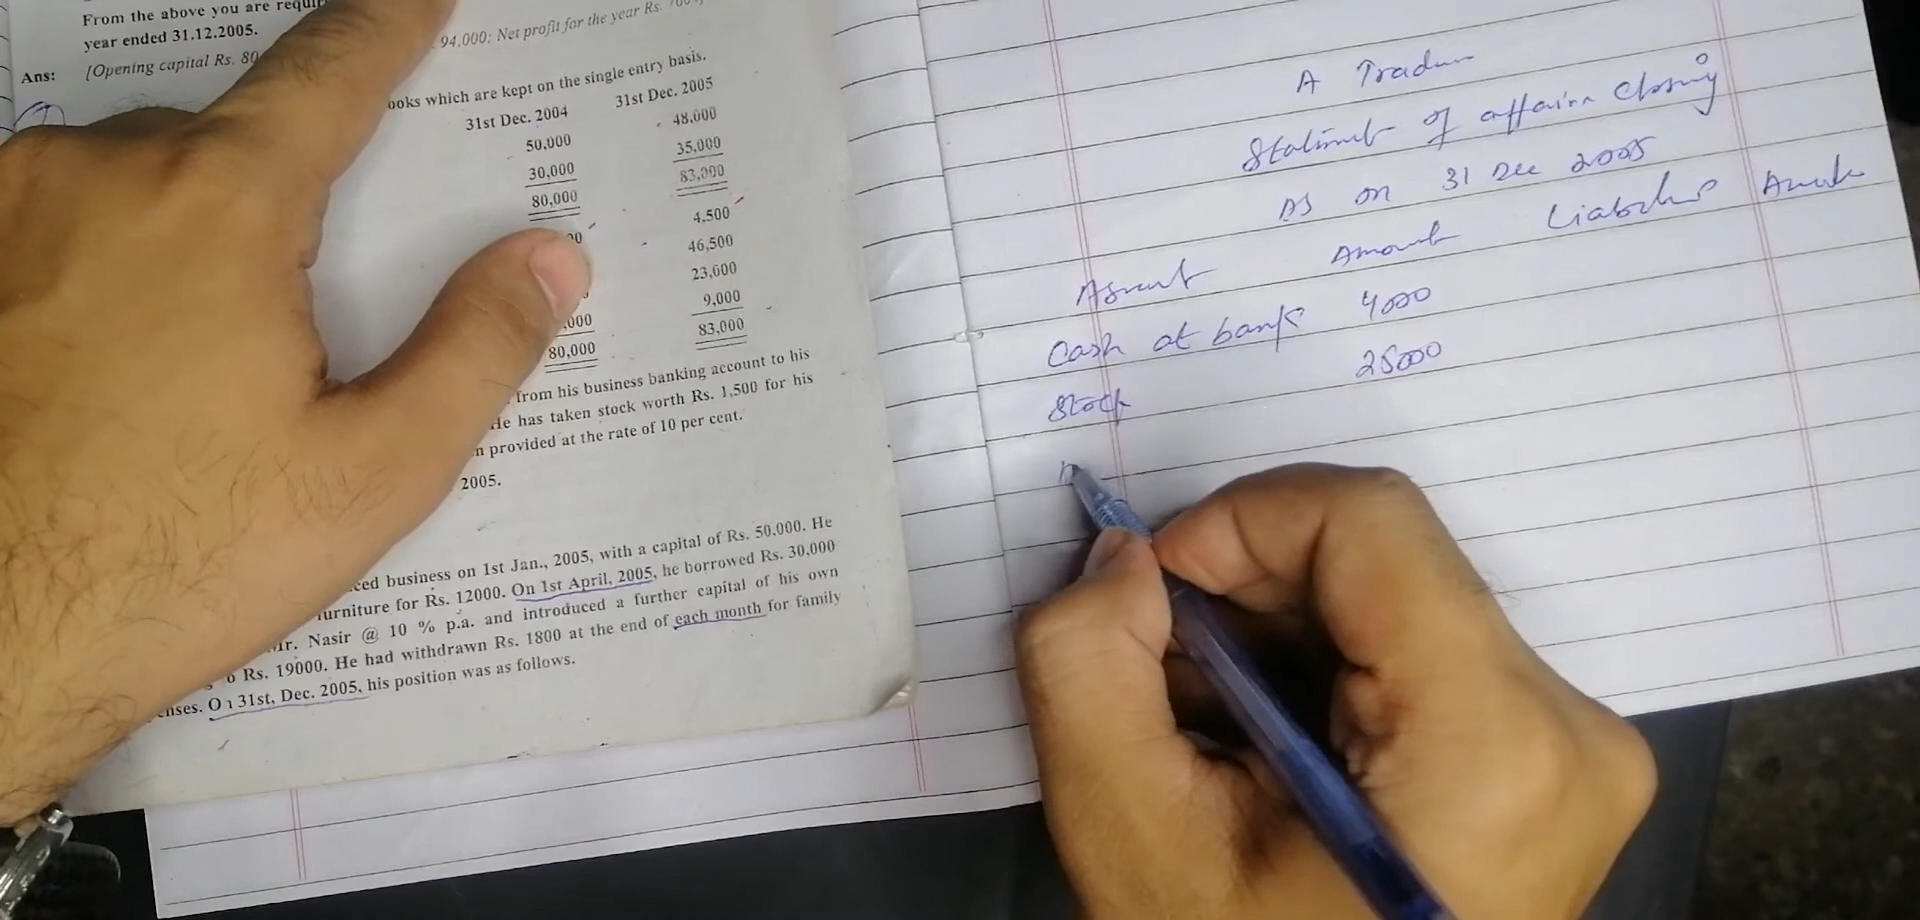 From the above you are requi
year ended 31.12.2005.
Ans: [Opening capital Rs. 80
94,000: Net profit for the year Rs.
ooks which are kept on the single entry basis.
31st Dec. 2004 31st Dec. 2005
50,000 48,000
30,000 35,000
80,000 83,000
00 4,500
46,500
23,000
,000 9,000
80,000 83,000
from his business banking account to his
He has taken stock worth Rs. 1,500 for his
n provided at the rate of 10 per cent.
2005.
ced business on 1st Jan., 2005, with a capital of Rs. 50,000. He
urniture for Rs. 12000. On 1st April, 2005, he borrowed Rs. 30,000
Mr. Nasir @ 10 % p.a. and introduced a further capital of his own
o Rs. 19000. He had withdrawn Rs. 1800 at the end of each month for family
enses. On 31st, Dec. 2005, his position was as follows.
A Trader
Statement of affairs closing
As on 31 Dec 2005
Assets Amount Liabilities Amount
Cash at bank 4000
Stock 25000